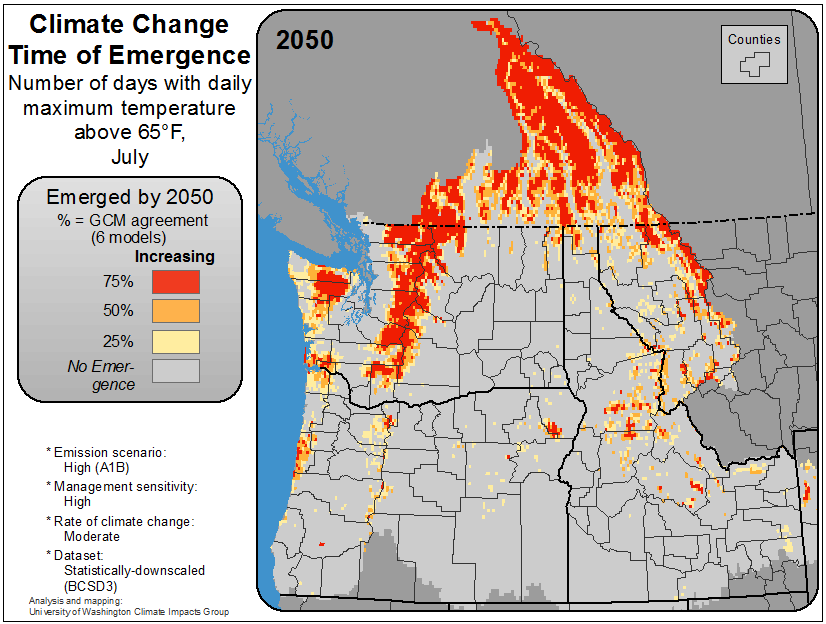 Climate Change
Time of Emergence
Number of days with daily
maximum temperature
above 65°F,
July
Emerged by 2050
% = GCM agreement
(6 models)
Increasing
75%
50%
25%
No Emer-
gence
* Emission scenario:
High (A1B)
* Management sensitivity:
High
* Rate of climate change:
Moderate
* Dataset:
Statistically-downscaled
(BCSD3)
Analysis and mapping:
University of Washington Climate Impacts Group
2050
Counties